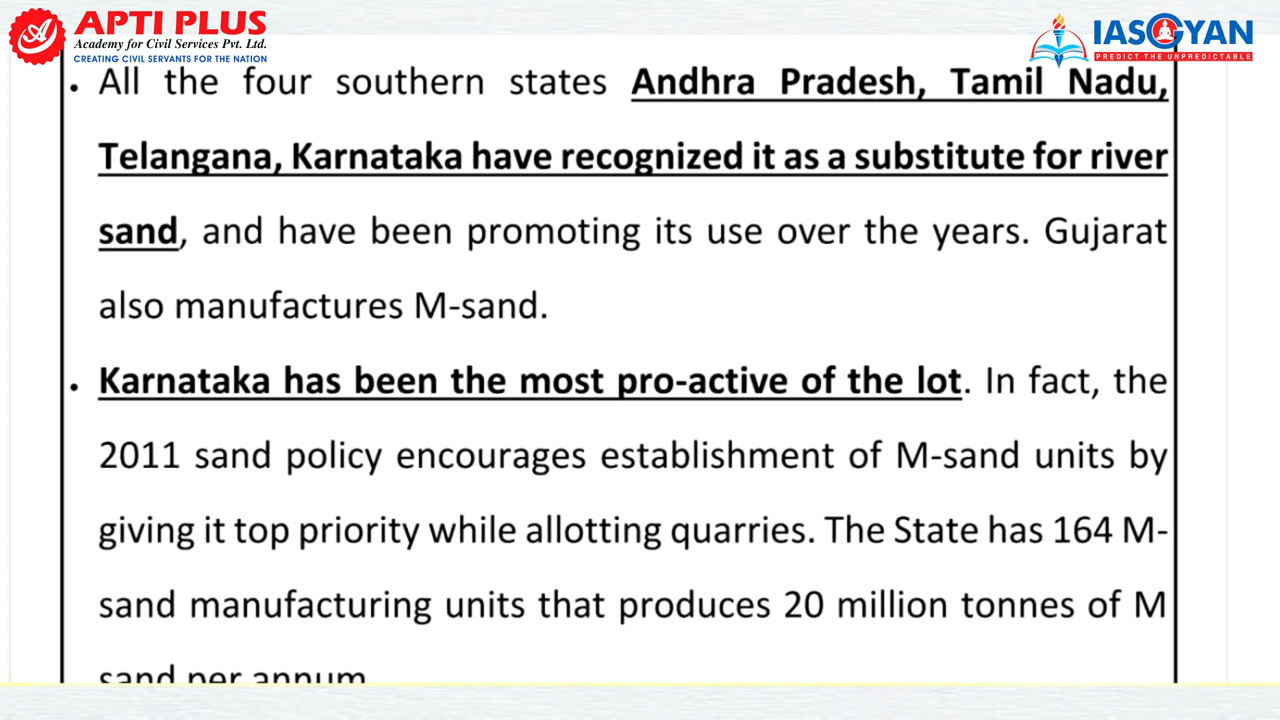 APTI PLUS
Academy for Civil Services Pvt. Ltd.
CREATING CIVIL SERVANTS FOR THE NATION
IASGYAN
PREDICT THE UNPREDICTABLE
• All the four southern states Andhra Pradesh, Tamil Nadu,
Telangana, Karnataka have recognized it as a substitute for river
sand, and have been promoting its use over the years. Gujarat
also manufactures M-sand.
• Karnataka has been the most pro-active of the lot. In fact, the
2011 sand policy encourages establishment of M-sand units by
giving it top priority while allotting quarries. The State has 164 M-
sand manufacturing units that produces 20 million tonnes of M
sand per annum